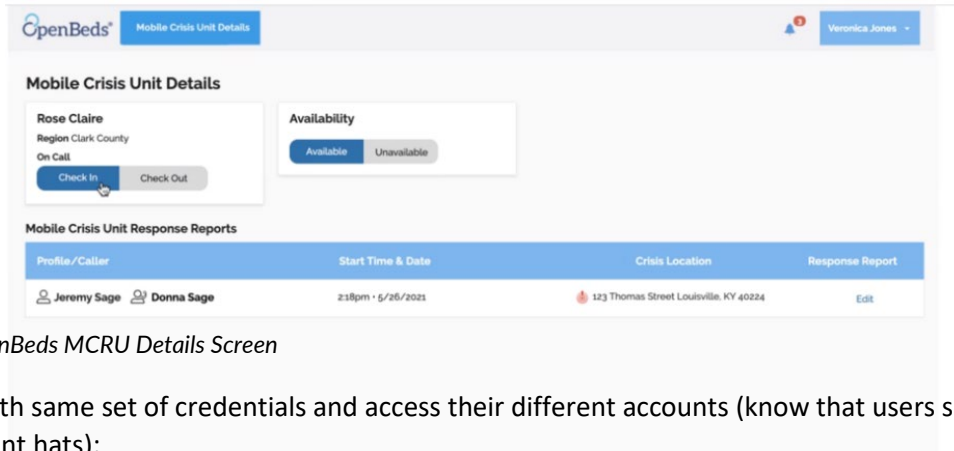 OpenBeds® Mobile Crisis Unit Details 3 Veronica Jones
Mobile Crisis Unit Details
Rose Claire
Region Clark County
On Call
Check In Check Out
Availability
Available Unavailable
Mobile Crisis Unit Response Reports
Profile/Caller Start Time & Date Crisis Location Response Report
Jeremy Sage Donna Sage 2:18pm • 5/26/2021 123 Thomas Street Louisville, KY 40224 Edit
nBeds MCRU Details Screen
th same set of credentials and access their different accounts (know that users s
nt hats):